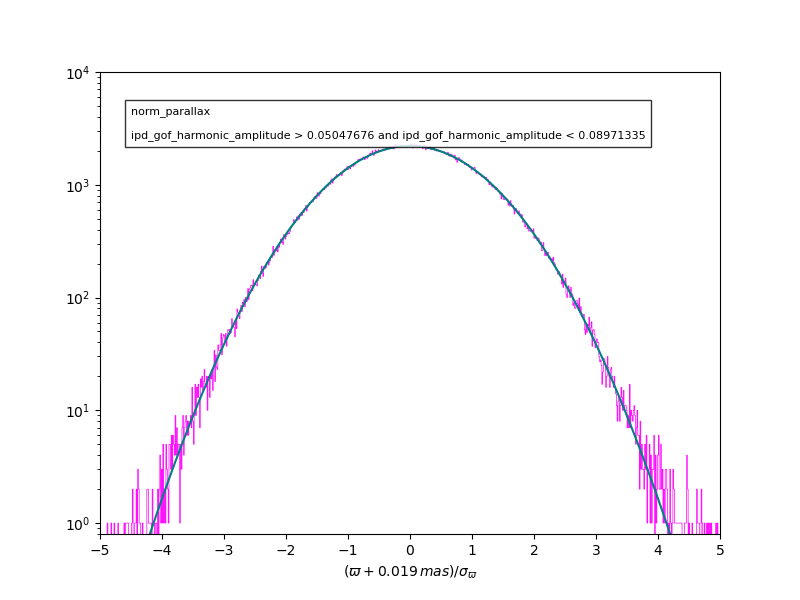 norm_parallax
ipd_gof_harmonic_amplitude > 0.05047676 and ipd_gof_harmonic_amplitude < 0.08971335
10⁴
10³
10²
10¹
10⁰
−5 −4 −3 −2 −1 0 1 2 3 4 5
(ϖ + 0.019 mas)/σ_ϖ